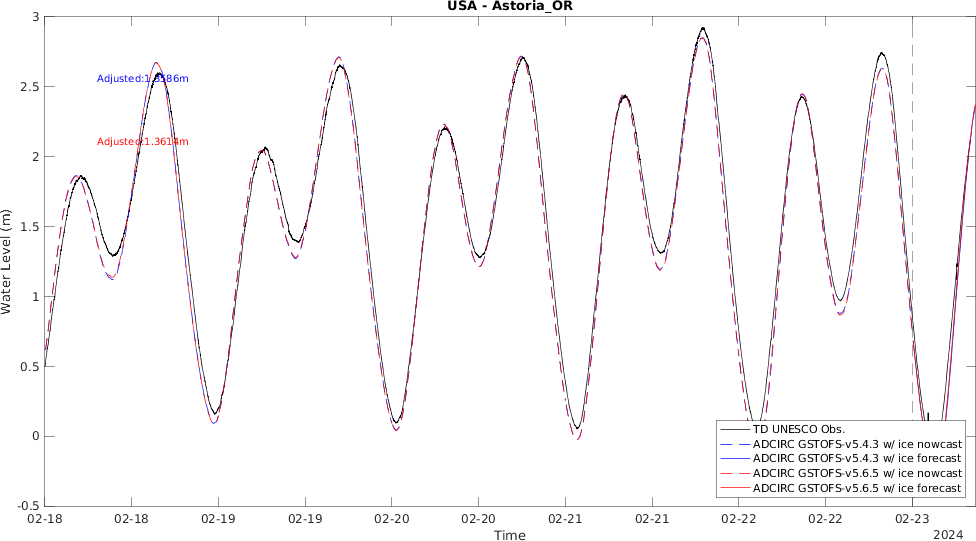 USA - Astoria_OR
3
Adjusted:1.3586m
2.5
Adjusted:1.3614m
2
1.5
Water Level (m)
1
0.5
0
-0.5
TD UNESCO Obs.
ADCIRC GSTOFS-v5.4.3 w/ ice nowcast
ADCIRC GSTOFS-v5.4.3 w/ ice forecast
ADCIRC GSTOFS-v5.6.5 w/ ice nowcast
ADCIRC GSTOFS-v5.6.5 w/ ice forecast
02-18 02-18 02-19 02-19 02-20 02-20 02-21 02-21 02-22 02-22 02-23
Time
2024